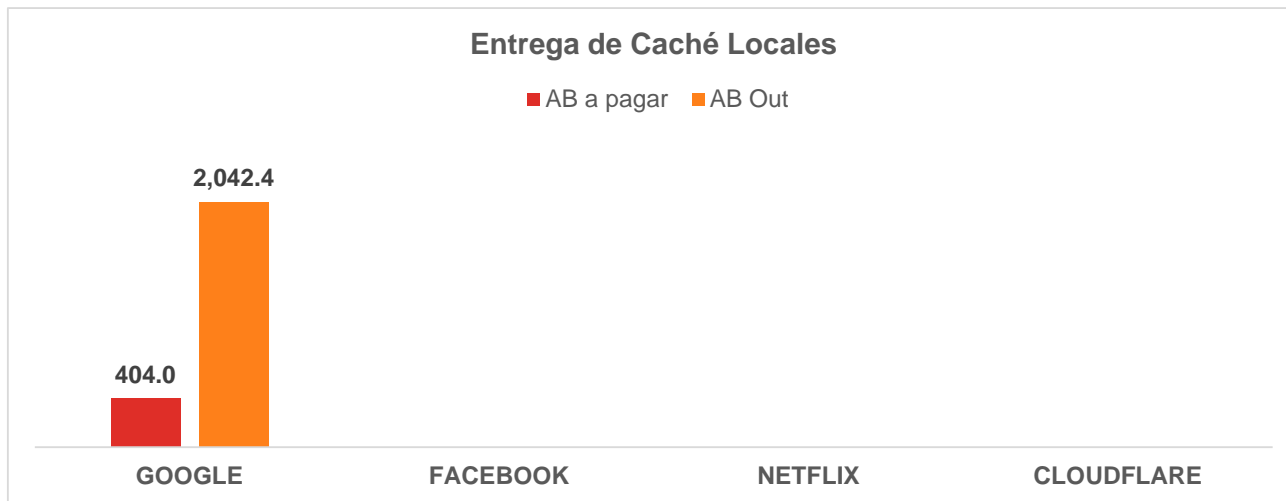 Entrega de Caché Locales
AB a pagar AB Out
2,042.4
404.0
GOOGLE FACEBOOK NETFLIX CLOUDFLARE